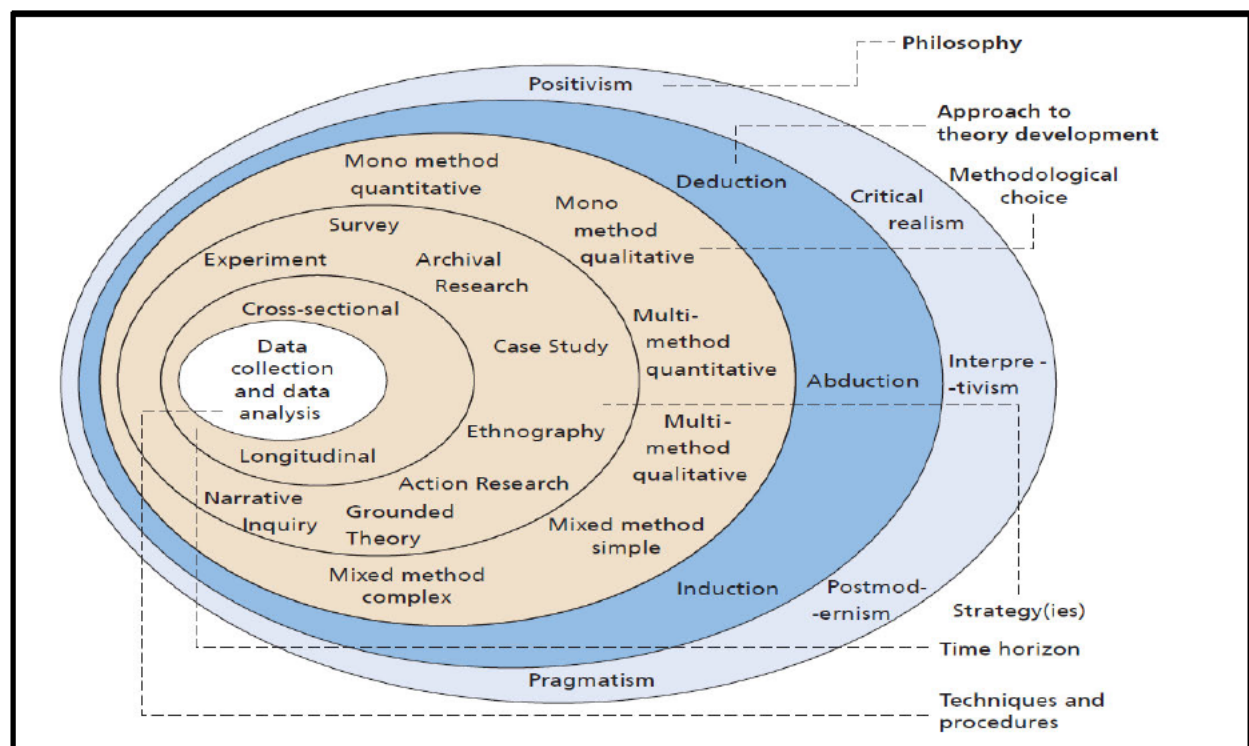 Philosophy
Positivism
Approach to
theory development
Mono method
quantitative
Deduction
Methodological
choice
Critical
realism
Mono
method
qualitative
Survey
Experiment
Archival
Research
Cross-sectional
Multi-
method
quantitative
Data
collection
and data
analysis
Case Study
Abduction
Interpre -
-tivism
Multi-
method
qualitative
Ethnography
Longitudinal
Action Research
Narrative
Inquiry
Grounded
Theory
Mixed method
simple
Mixed method
complex
Induction
Postmod-
-ernism
Strategy(ies)
Time horizon
Pragmatism
Techniques and
procedures